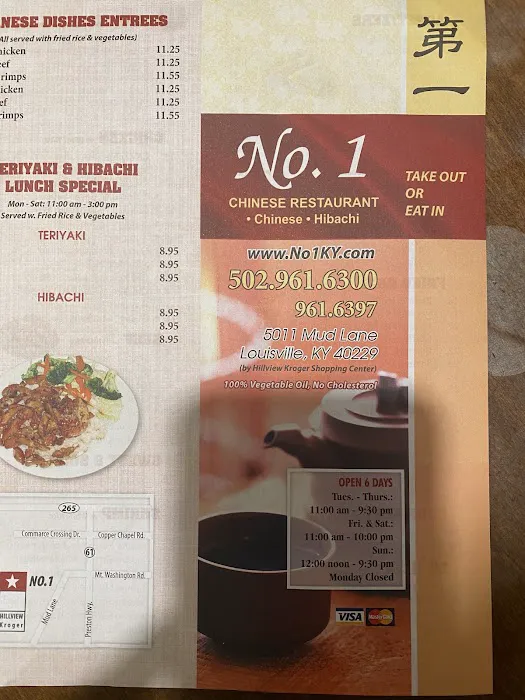 NESE DISHES ENTREES
All served with fried rice & vegetables)
hicken 11.25
eef 11.25
rimps 11.55
hicken 11.25
ef 11.25
rimps 11.55
ERIYAKI & HIBACHI
LUNCH SPECIAL
Mon - Sat: 11:00 am - 3:00 pm
Served w. Fried Rice & Vegetables
TERIYAKI
8.95
8.95
8.95
HIBACHI
8.95
8.95
8.95
265
Commerce Crossing Dr.
Copper Chapel Rd.
61
Mt. Washington Rd.
NO.1
HILLVIEW
Kroger
Mud Lane
Preston Hwy.
第一
No. 1
CHINESE RESTAURANT
• Chinese • Hibachi
TAKE OUT
OR
EAT IN
www.No1KY.com
502.961.6300
961.6397
5011 Mud Lane
Louisville, KY 40229
(by Hillview Kroger Shopping Center)
100% Vegetable Oil, No Cholesterol
OPEN 6 DAYS
Tues. - Thurs.:
11:00 am - 9:30 pm
Fri. & Sat.:
11:00 am - 10:00 pm
Sun.:
12:00 noon - 9:30 pm
Monday Closed
VISA MasterCard